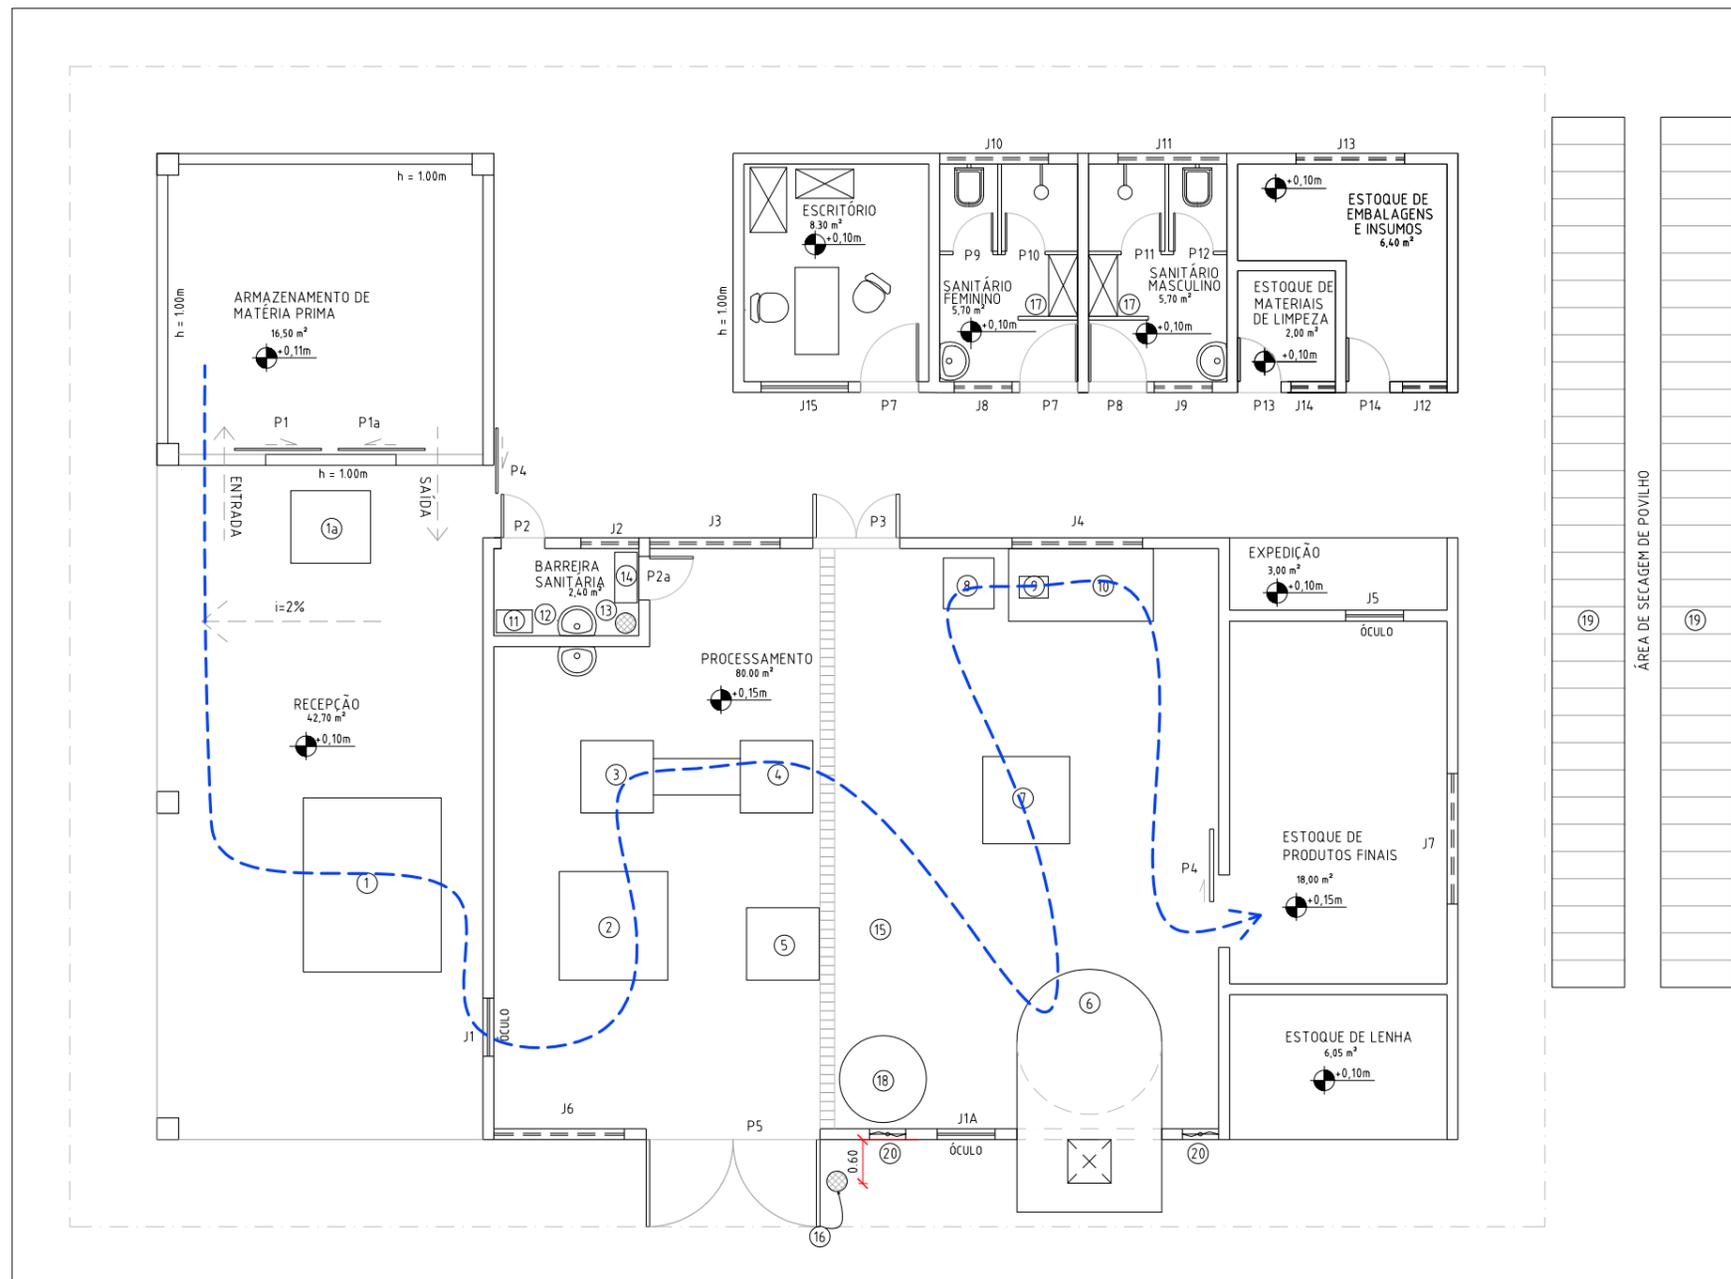 J10
J11
J13
h = 1.00m
+0,10m
ESTOQUE DE
EMBALAGENS
E INSUMOS
6,40 m²
ESCRITÓRIO
8.30 m²
+0,10m
P9
P10
P11
P12
SANITÁRIO
FEMININO
5,70 m²
+0,10m
17
17
SANITÁRIO
MASCULINO
5,70 m²
+0,10m
ESTOQUE DE
MATERIAIS
DE LIMPEZA
2,00 m²
+0,10m
h = 1.00m
h = 1.00m
ARMAZENAMENTO DE
MATÉRIA PRIMA
16,50 m²
+0,11m
J15
P7
J8
P7
P8
J9
P13
J14
P14
J12
P1
P1a
h = 1.00m
ENTRADA
SAÍDA
P4
1a
P2
J2
J3
P3
J4
BARREIRA
SANITÁRIA
2,40 m²
14
P2a
11
12
13
8
9
10
EXPEDIÇÃO
3,00 m²
+0,10m
J5
ÓCULO
i=2%
19
ÁREA DE SECAGEM DE POVILHO
19
PROCESSAMENTO
80.00 m²
+0,15m
RECEPÇÃO
42,70 m²
+0,10m
3
4
7
ESTOQUE DE
PRODUTOS FINAIS
18,00 m²
+0,15m
J7
P4
1
2
5
15
6
J1
ÓCULO
ESTOQUE DE LENHA
6,05 m²
+0,10m
18
J6
P5
J1A
ÓCULO
20
20
0.60
16